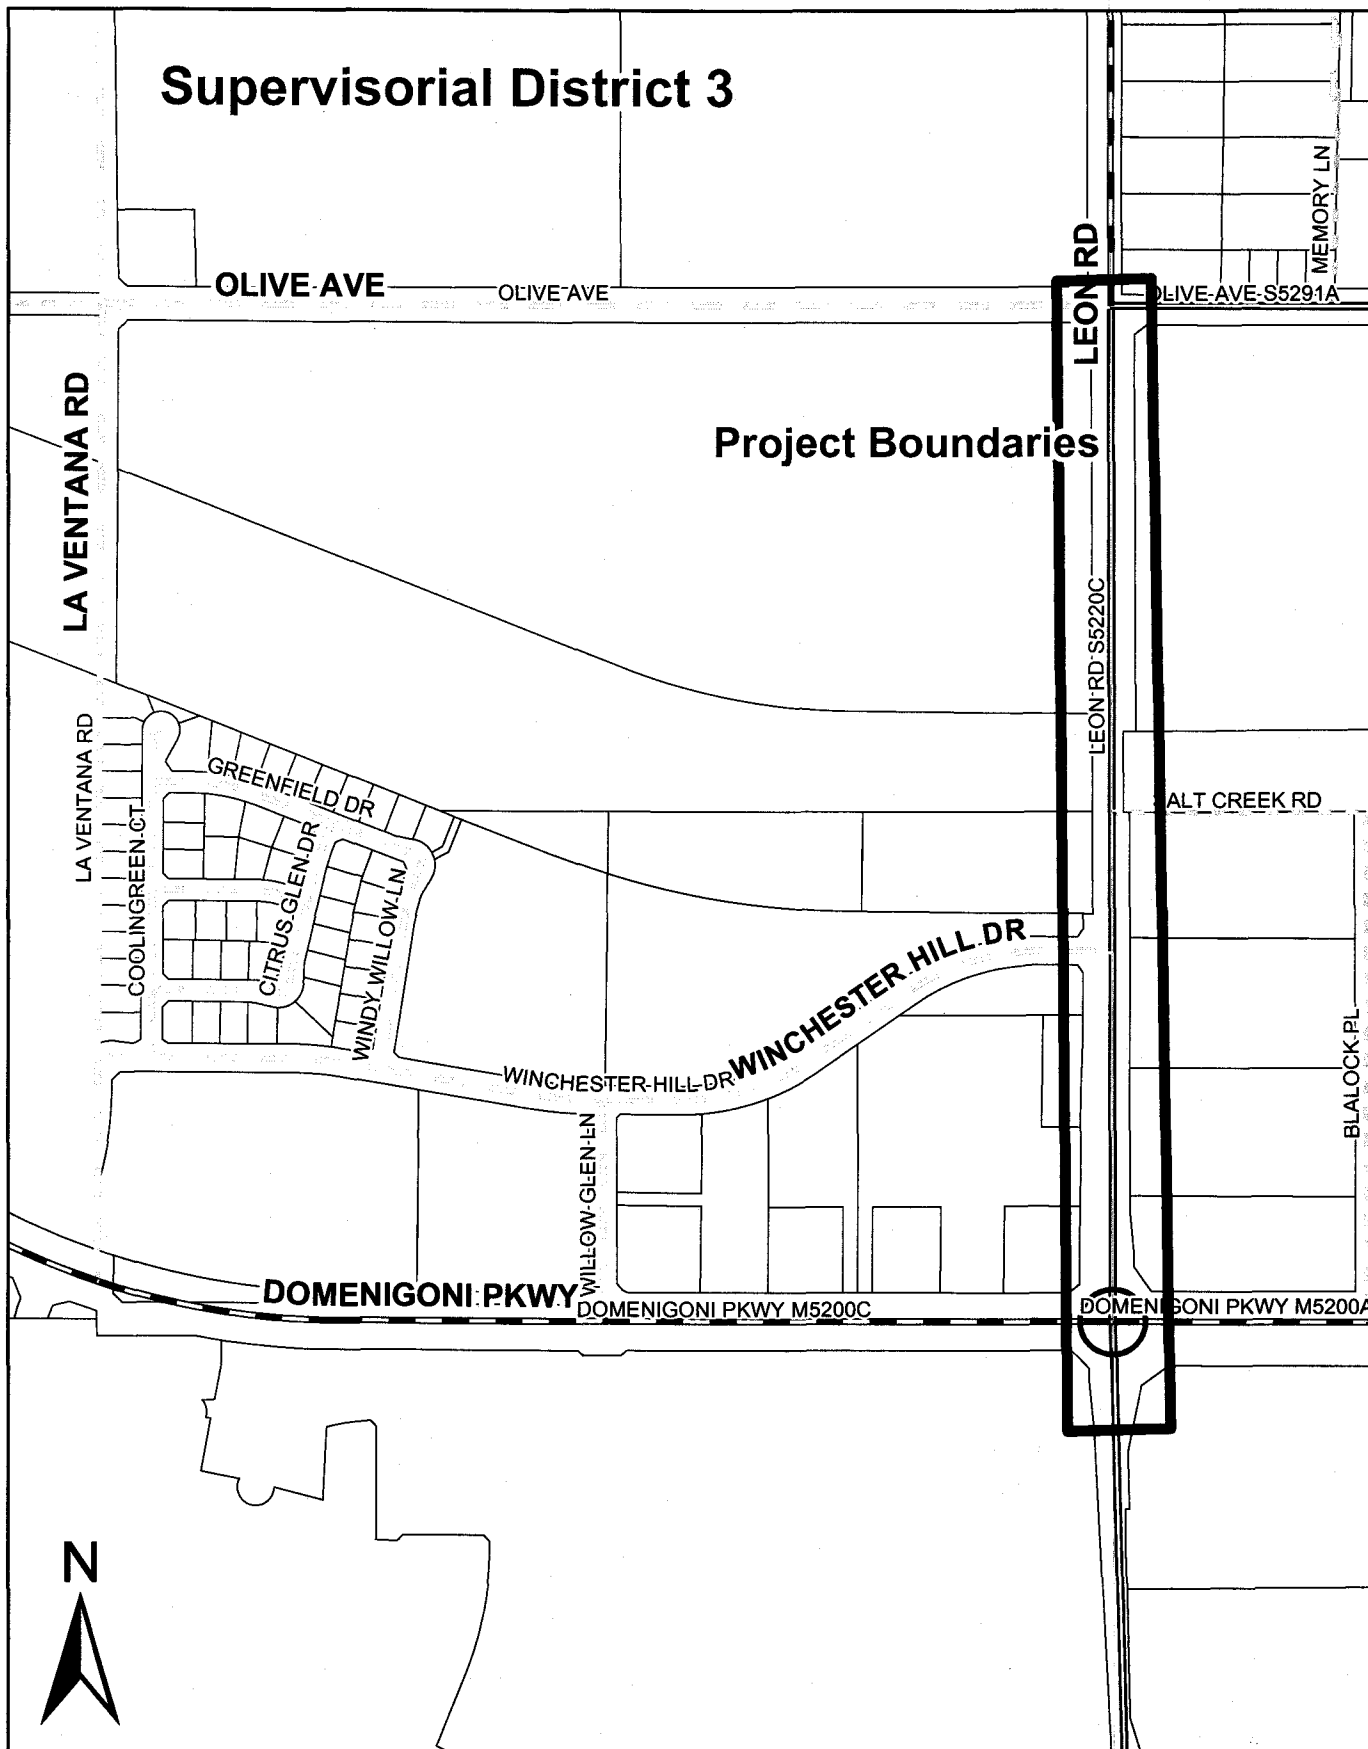 Supervisorial District 3
MEMORY LN
LEON RD
OLIVE AVE
OLIVE AVE
OLIVE AVE S5291A
LA VENTANA RD
Project Boundaries
LEON RD S5220C
LA VENTANA RD
GREENFIELD DR
ALT CREEK RD
COOLINGREEN CT
CITRUS GLEN DR
WINDY WILLOW LN
WINCHESTER HILL DR
WINCHESTER HILL DR
BLALOCK PL
WILLOW GLEN LN
DOMENIGONI PKWY
DOMENIGONI PKWY M5200C
DOMENIGONI PKWY M5200A
N